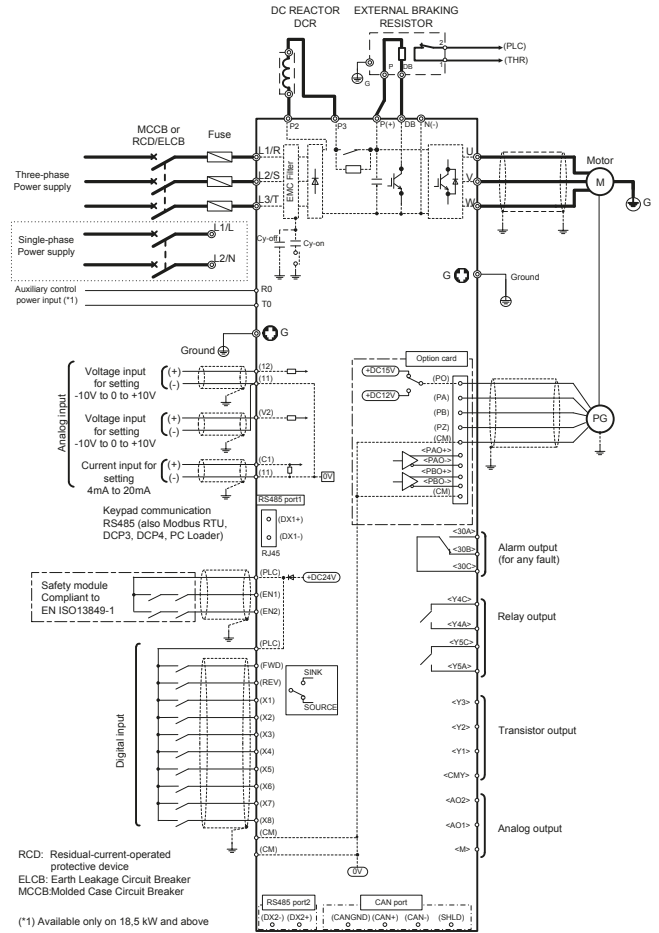 DC REACTOR
DCR
EXTERNAL BRAKING
RESISTOR
2
(PLC)
1
(THR)
P
DB
G
P2
P3
P(+)
DB
N(-)
MCCB or
RCD/ELCB
Fuse
Three-phase
Power supply
L1/R
L2/S
L3/T
EMC Filter
U
V
W
Motor
M
G
Single-phase
Power supply
L1/L
L2/N
Cy-off
Cy-on
Auxiliary control
power input (*1)
R0
T0
G
Ground
G
Ground
Analog input
Voltage input
for setting
-10V to 0 to +10V
(+)
(-)
(12)
(11)
Voltage input
for setting
-10V to 0 to +10V
(+)
(-)
(V2)
Current input for
setting
4mA to 20mA
(+)
(-)
(C1)
(11)
0V
Option card
+DC15V
+DC12V
(PO)
(PA)
(PB)
(PZ)
(CM)
<PAO+>
<PAO->
<PBO+>
<PBO->
(CM)
PG
Keypad communication
RS485 (also Modbus RTU,
DCP3, DCP4, PC Loader)
RS485 port1
(DX1+)
(DX1-)
RJ45
Safety module
Compliant to
EN ISO13849-1
(PLC)
+DC24V
(EN1)
(EN2)
<30A>
<30B>
<30C>
Alarm output
(for any fault)
<Y4C>
<Y4A>
<Y5C>
<Y5A>
Relay output
Digital input
(PLC)
(FWD)
(REV)
(X1)
(X2)
(X3)
(X4)
(X5)
(X6)
(X7)
(X8)
(CM)
(CM)
SINK
SOURCE
<Y3>
<Y2>
<Y1>
<CMY>
Transistor output
<AO2>
<AO1>
<M>
Analog output
0V
RCD: Residual-current-operated
protective device
ELCB: Earth Leakage Circuit Breaker
MCCB:Molded Case Circuit Breaker
(*1) Available only on 18,5 kW and above
RS485 port2
(DX2-) (DX2+)
CAN port
(CANGND) (CAN+) (CAN-) (SHLD)